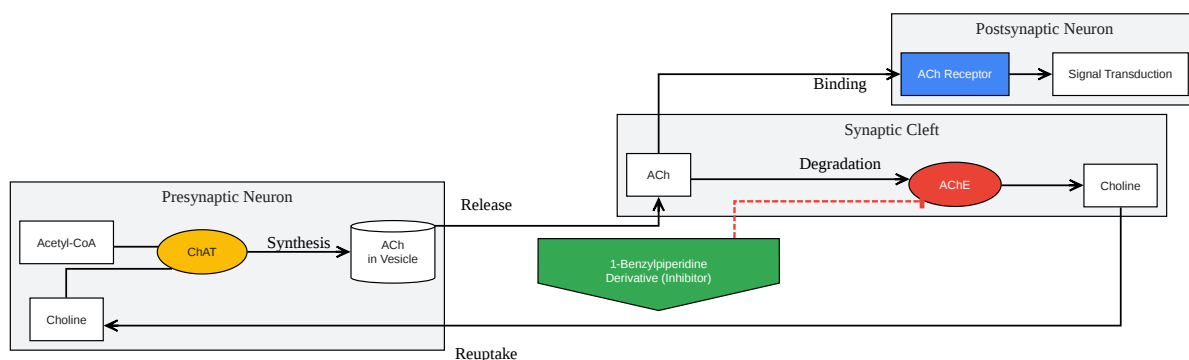 Postsynaptic Neuron
ACh Receptor
Signal Transduction
Binding
Synaptic Cleft
ACh
Degradation
AChE
Choline
Presynaptic Neuron
Acetyl-CoA
ChAT
Synthesis
ACh
in Vesicle
Release
1-Benzylpiperidine
Derivative (Inhibitor)
Choline
Reuptake